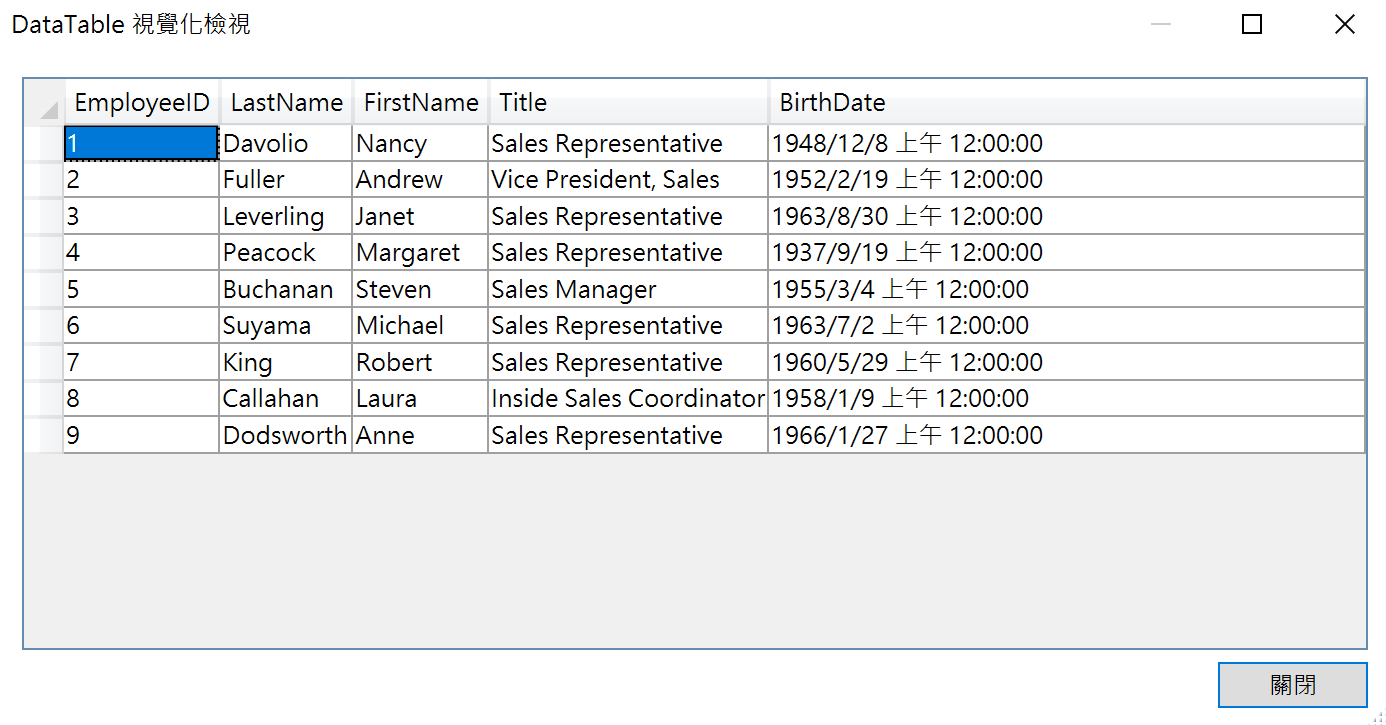 DataTable 視覺化檢視
EmployeeID LastName FirstName Title BirthDate
1 Davolio Nancy Sales Representative 1948/12/8 上午 12:00:00
2 Fuller Andrew Vice President, Sales 1952/2/19 上午 12:00:00
3 Leverling Janet Sales Representative 1963/8/30 上午 12:00:00
4 Peacock Margaret Sales Representative 1937/9/19 上午 12:00:00
5 Buchanan Steven Sales Manager 1955/3/4 上午 12:00:00
6 Suyama Michael Sales Representative 1963/7/2 上午 12:00:00
7 King Robert Sales Representative 1960/5/29 上午 12:00:00
8 Callahan Laura Inside Sales Coordinator 1958/1/9 上午 12:00:00
9 Dodsworth Anne Sales Representative 1966/1/27 上午 12:00:00
關閉